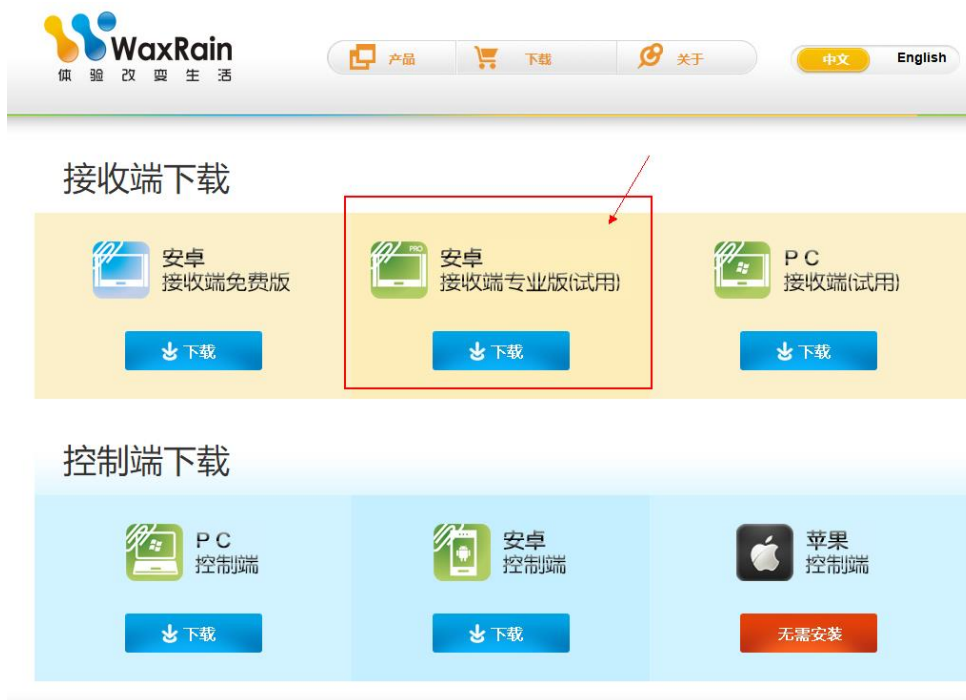 WaxRain
体 验 改 变 生 活
产品
下载
关于
中文
English
接收端下载
安卓
接收端免费版
PRO
安卓
接收端专业版(试用)
PC
接收端(试用)
下载
下载
下载
控制端下载
PC
控制端
安卓
控制端
苹果
控制端
下载
下载
无需安装